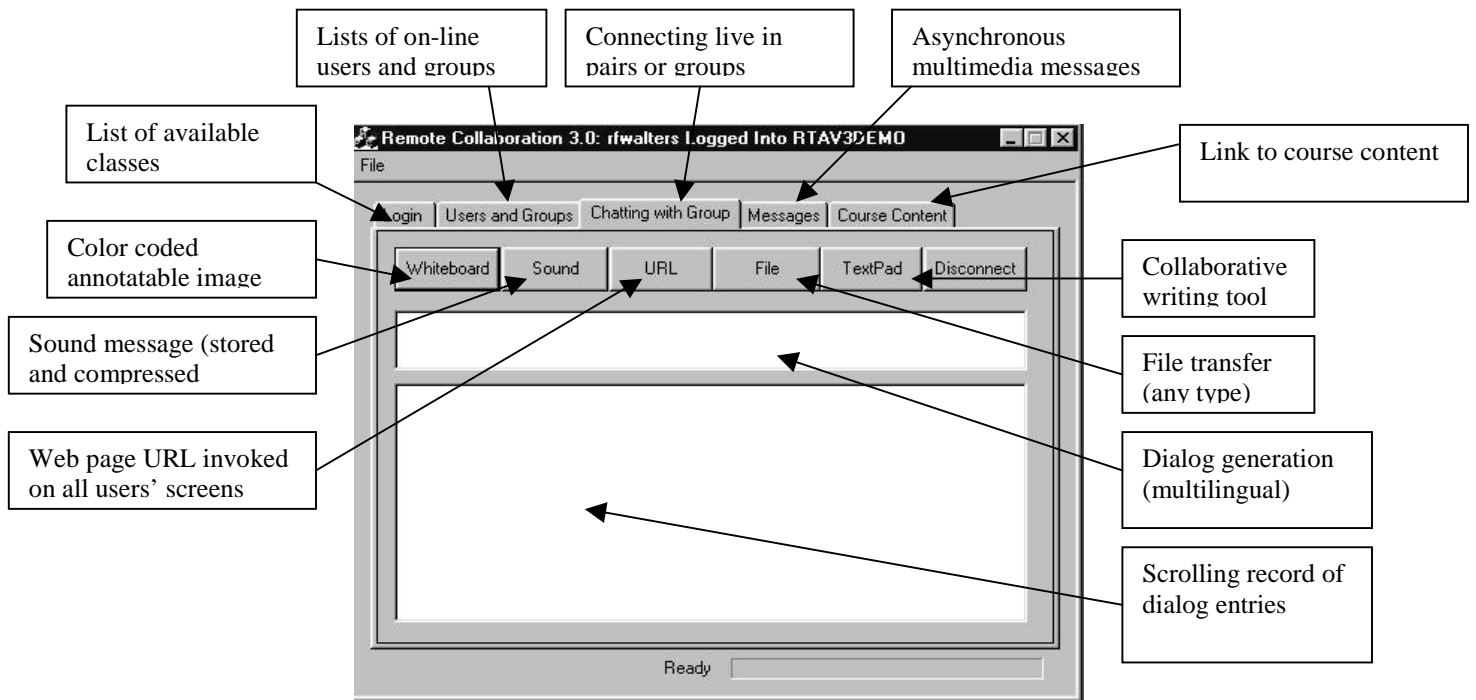 Lists of on-line
users and groups
Connecting live in
pairs or groups
Asynchronous
multimedia messages
List of available
classes
Remote Collaboration 3.0: rfwalters Logged Into RTAV3DEMO
Link to course content
File
Login
Users and Groups
Chatting with Group
Messages
Course Content
Color coded
annotatable image
Whiteboard
Sound
URL
File
TextPad
Disconnect
Collaborative
writing tool
Sound message (stored
and compressed
File transfer
(any type)
Web page URL invoked
on all users’ screens
Dialog generation
(multilingual)
Scrolling record of
dialog entries
Ready